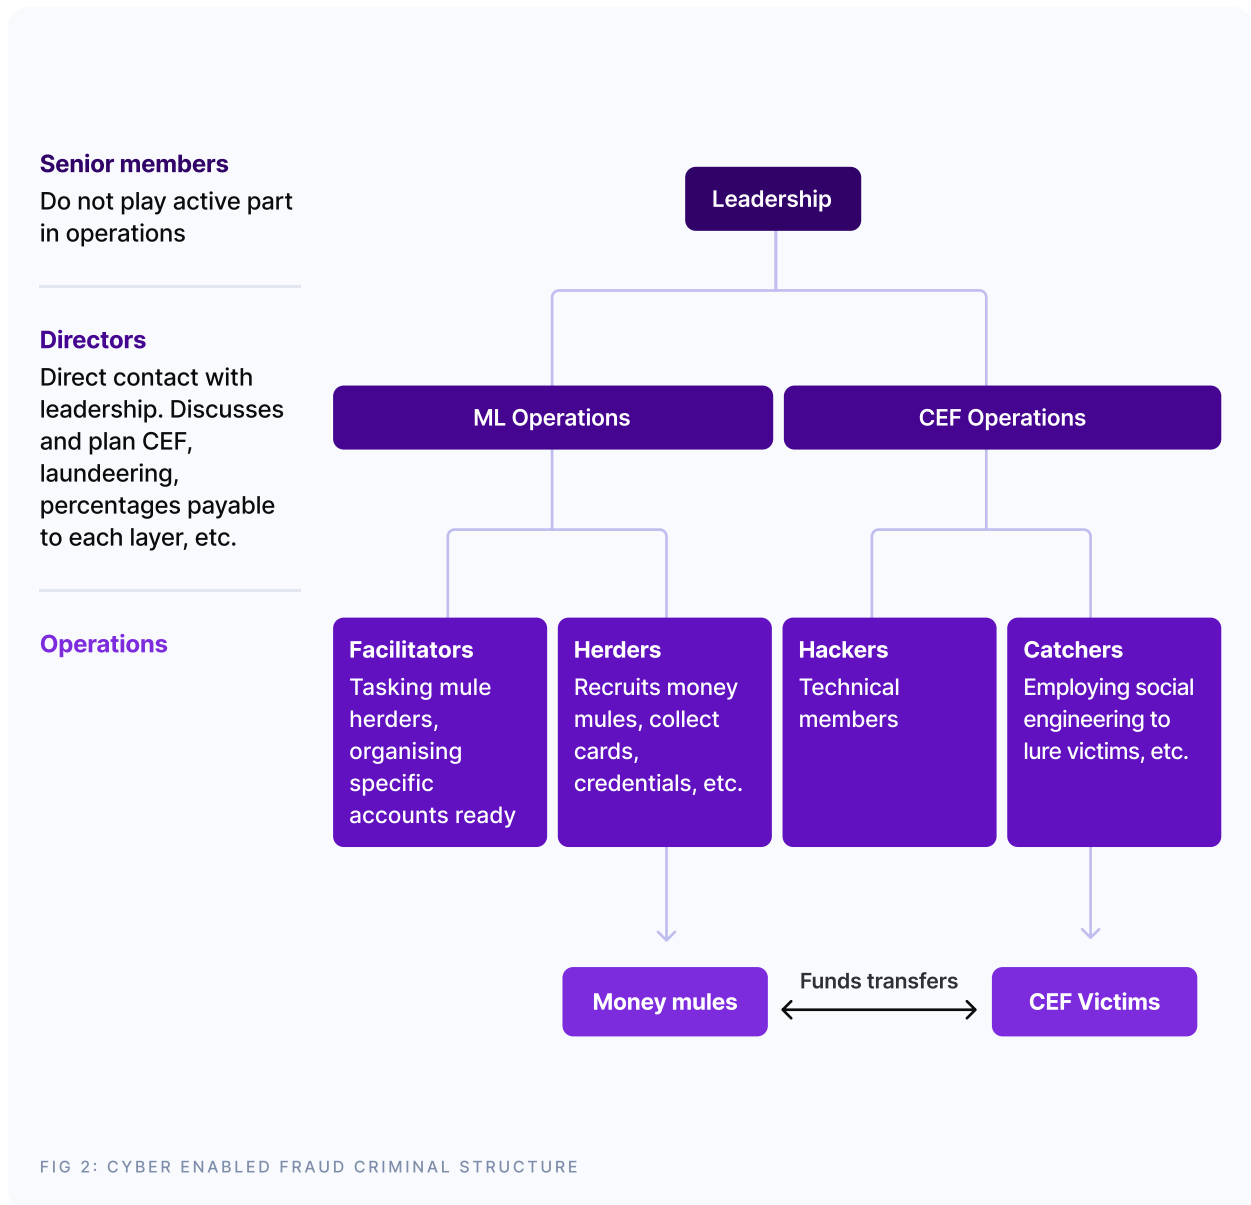 Senior members
Do not play active part
in operations
Leadership
Directors
Direct contact with
leadership. Discusses
and plan CEF,
laundeering,
percentages payable
to each layer, etc.
ML Operations
CEF Operations
Operations
Facilitators
Tasking mule
herders,
organising
specific
accounts ready
Herders
Recruits money
mules, collect
cards,
credentials, etc.
Hackers
Technical
members
Catchers
Employing social
engineering to
lure victims, etc.
Money mules
Funds transfers
CEF Victims
FIG 2: CYBER ENABLED FRAUD CRIMINAL STRUCTURE